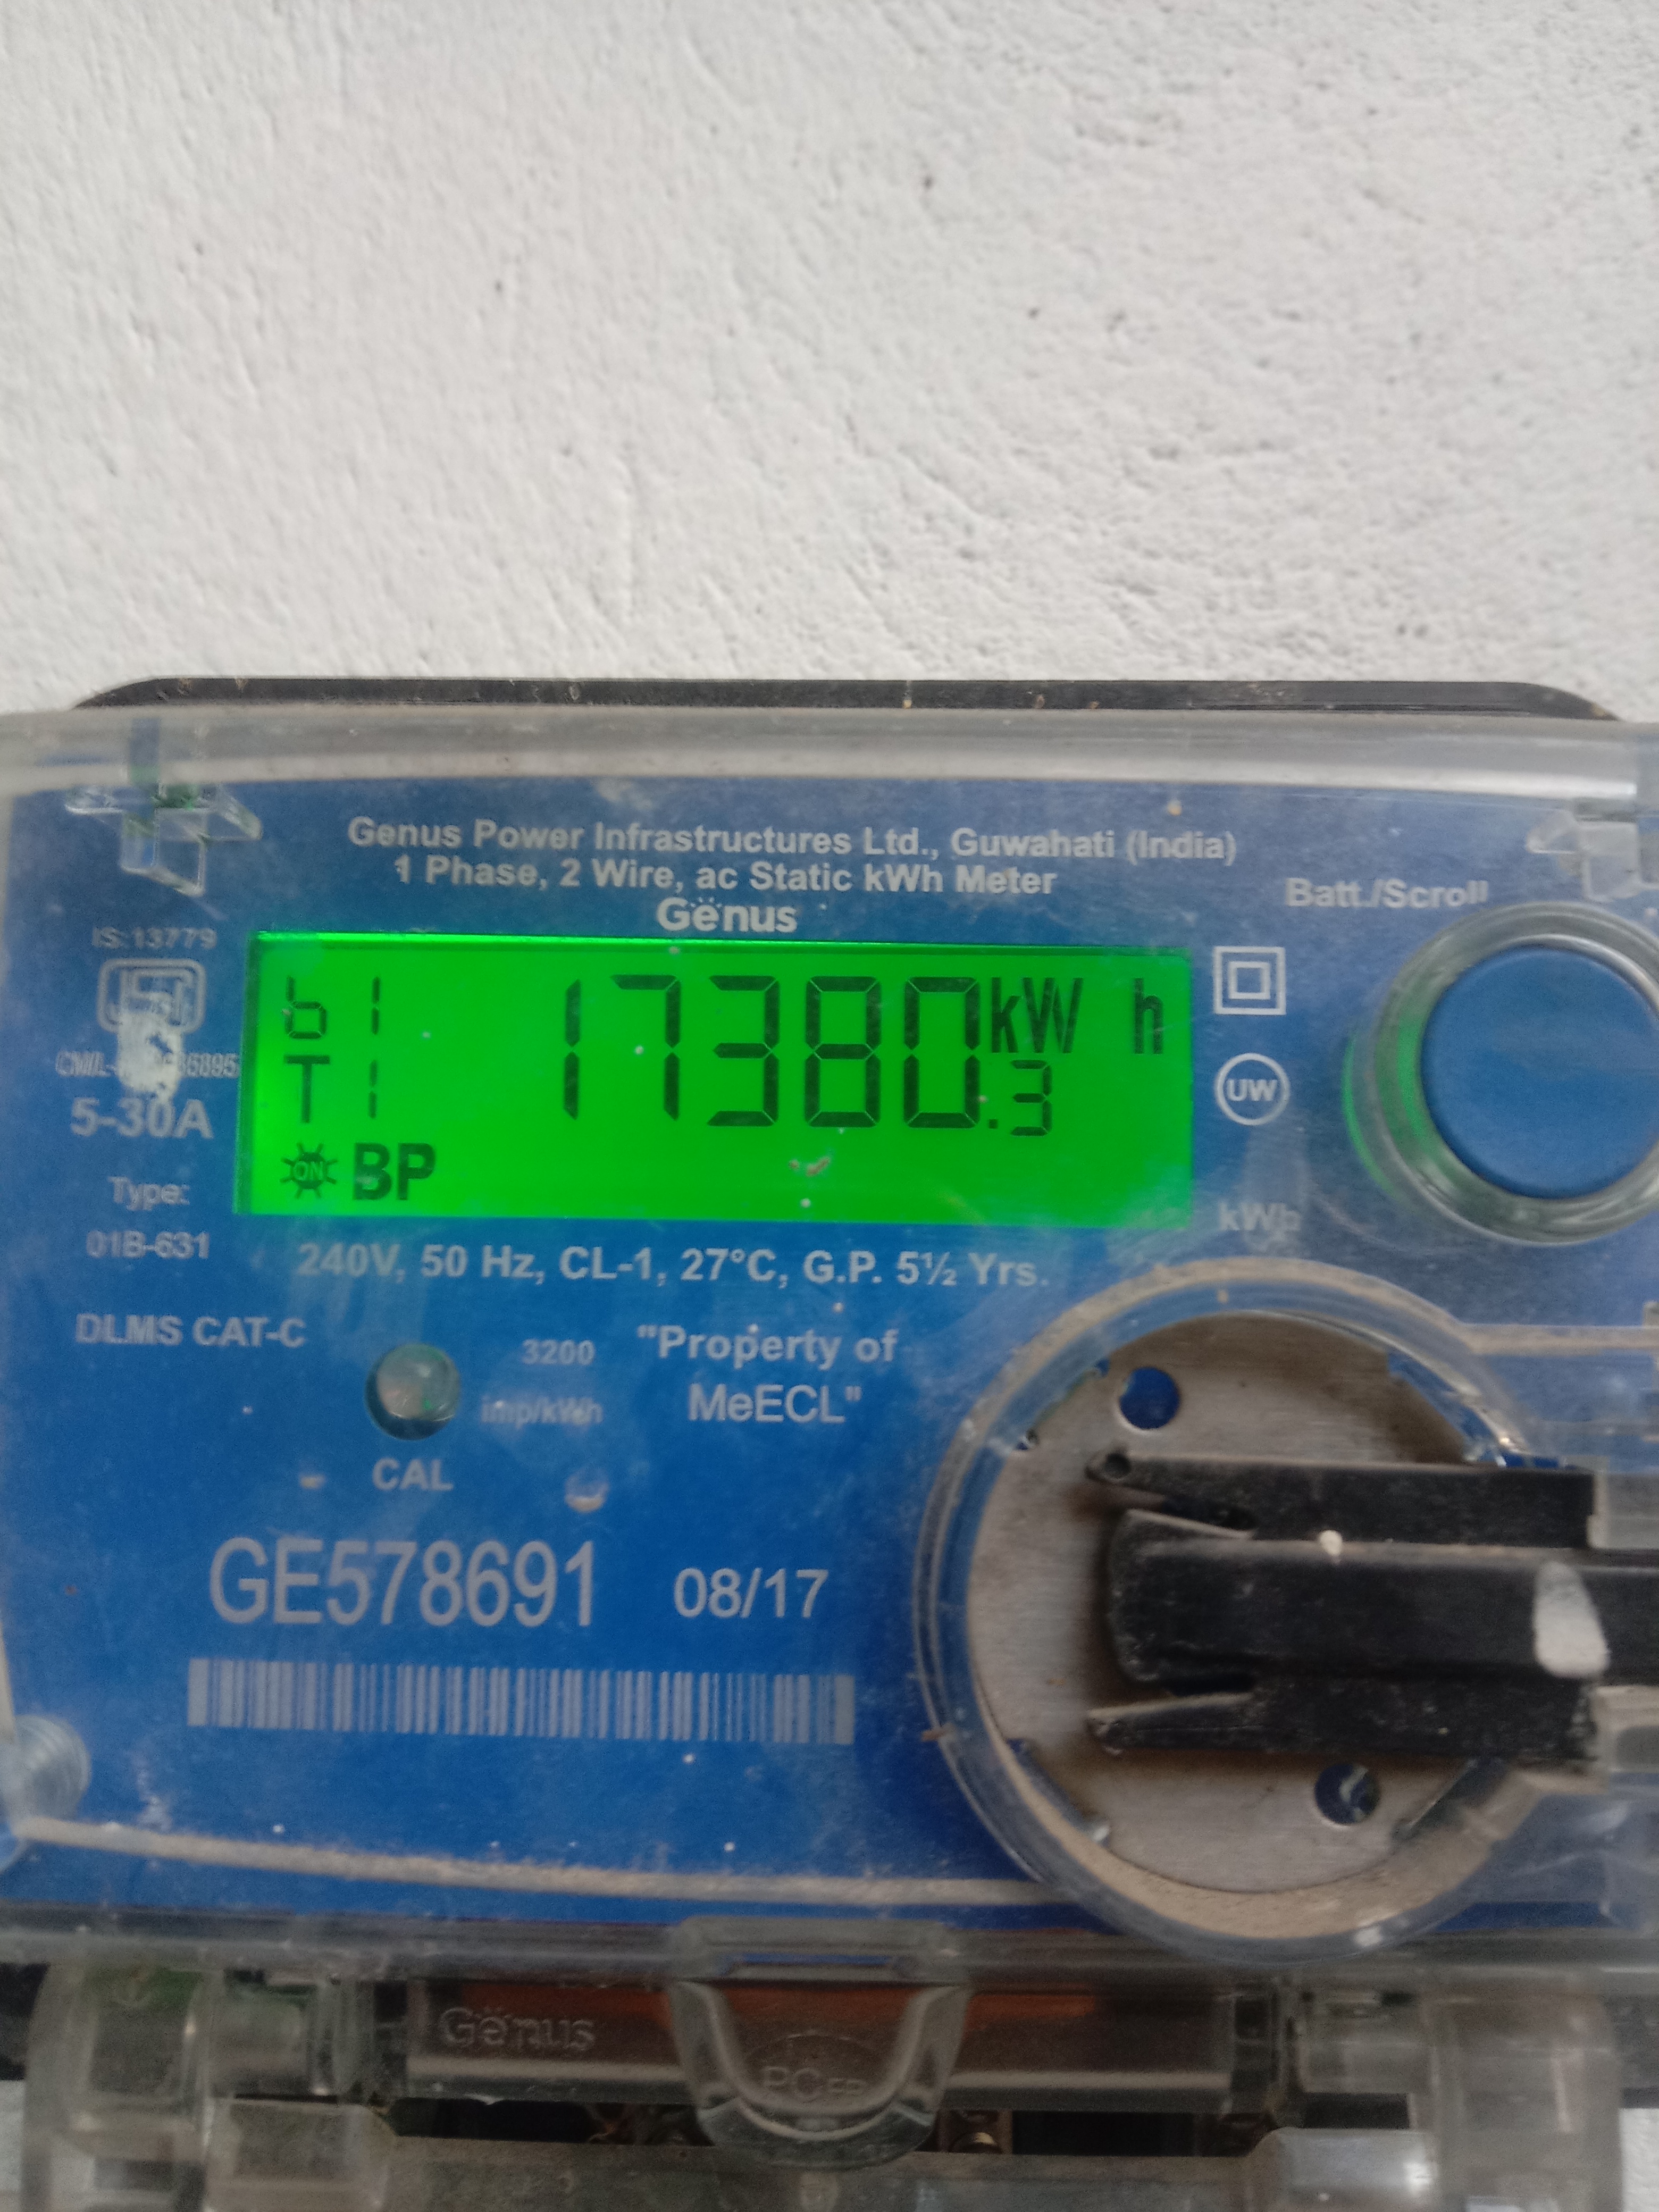 Genus Power Infrastructures Ltd., Guwahati (India)
1 Phase, 2 Wire, ac Static kWh Meter
Genus
Batt./Scroll
IS:13779
5-30A
Type:
01B-631
b1 17380.3 kWh
T1
ON BP
UW
kWh
240V, 50 Hz, CL-1, 27°C, G.P. 5½ Yrs.
DLMS CAT-C
3200
imp/kWh
CAL
"Property of
MeECL"
GE578691 08/17
Genus